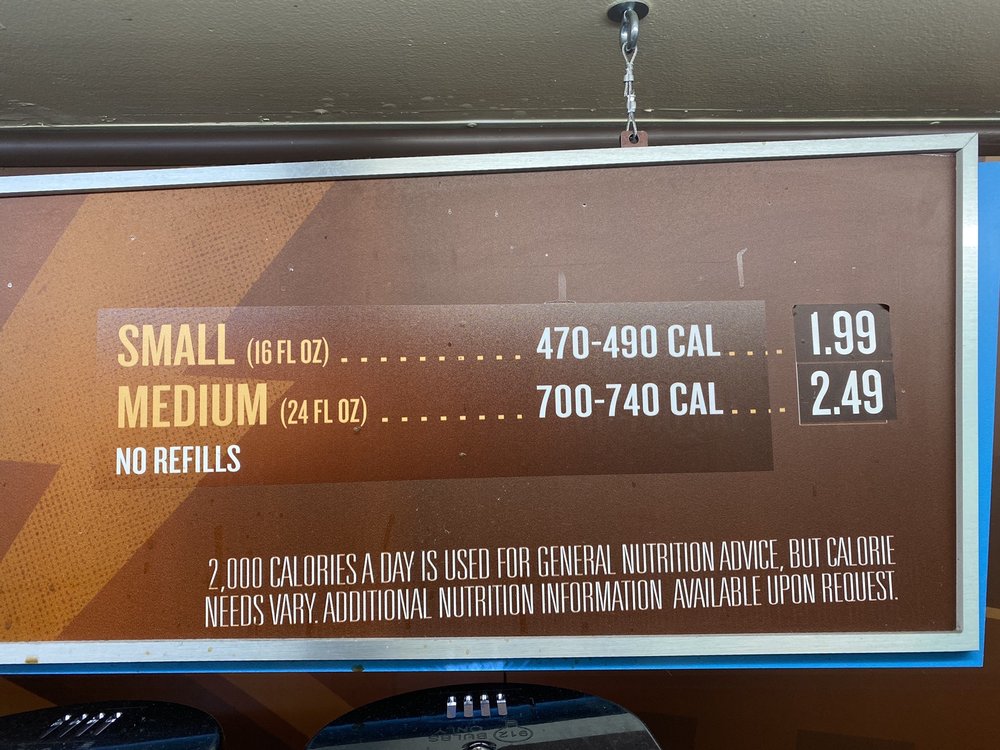 SMALL (16 FL OZ) . . . . . . . . . . . 470-490 CAL . . . . 1.99
MEDIUM (24 FL OZ) . . . . . . . . 700-740 CAL . . . . 2.49
NO REFILLS
2,000 CALORIES A DAY IS USED FOR GENERAL NUTRITION ADVICE, BUT CALORIE
NEEDS VARY. ADDITIONAL NUTRITION INFORMATION AVAILABLE UPON REQUEST.